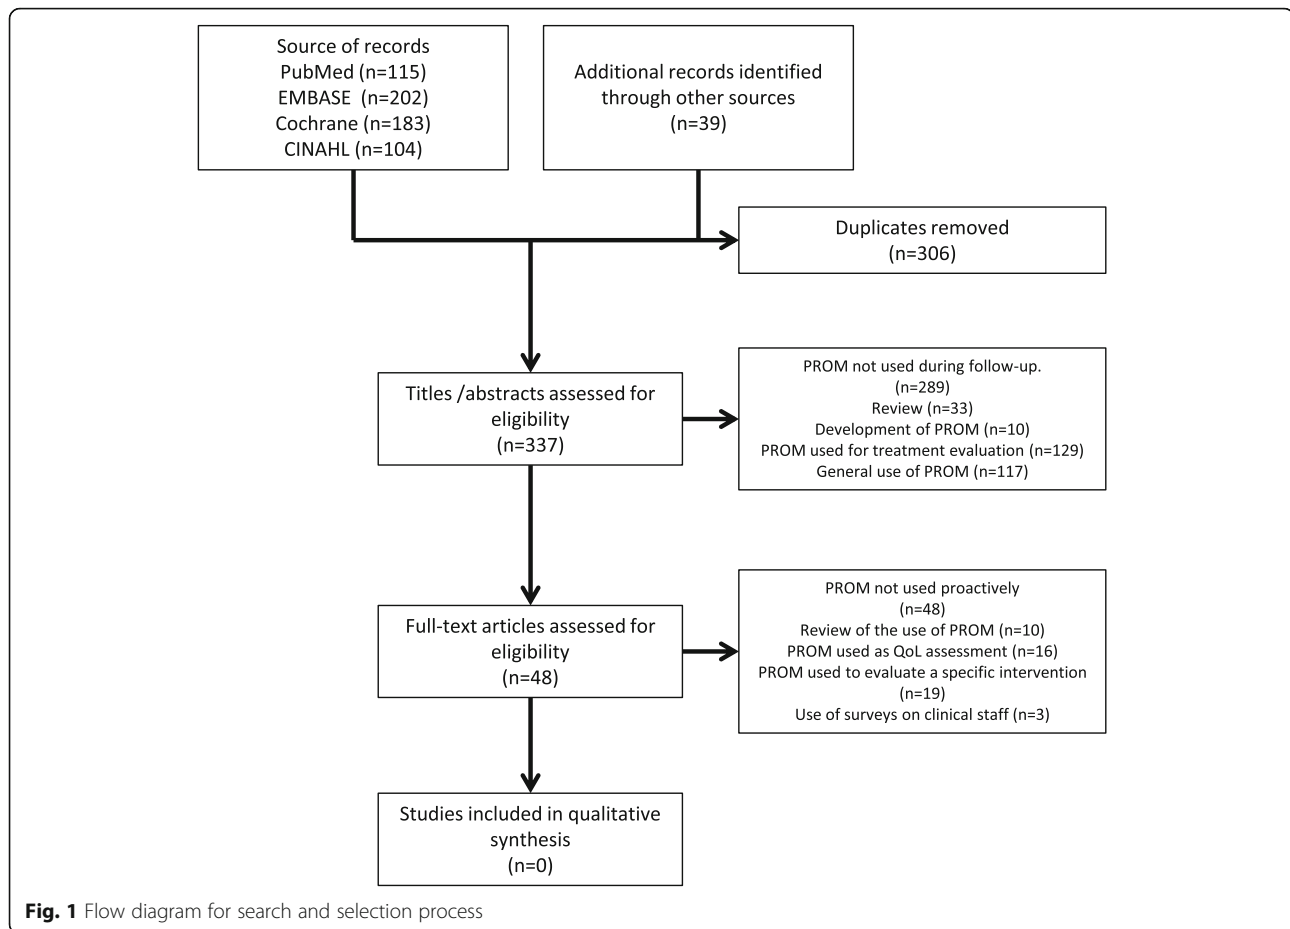 Source of records
PubMed (n=115)
EMBASE (n=202)
Cochrane (n=183)
CINAHL (n=104)
Additional records identified
through other sources
(n=39)
Duplicates removed
(n=306)
Titles /abstracts assessed for
eligibility
(n=337)
PROM not used during follow-up.
(n=289)
Review (n=33)
Development of PROM (n=10)
PROM used for treatment evaluation (n=129)
General use of PROM (n=117)
Full-text articles assessed for
eligibility
(n=48)
PROM not used proactively
(n=48)
Review of the use of PROM (n=10)
PROM used as QoL assessment (n=16)
PROM used to evaluate a specific intervention
(n=19)
Use of surveys on clinical staff (n=3)
Studies included in qualitative
synthesis
(n=0)
Fig. 1 Flow diagram for search and selection process